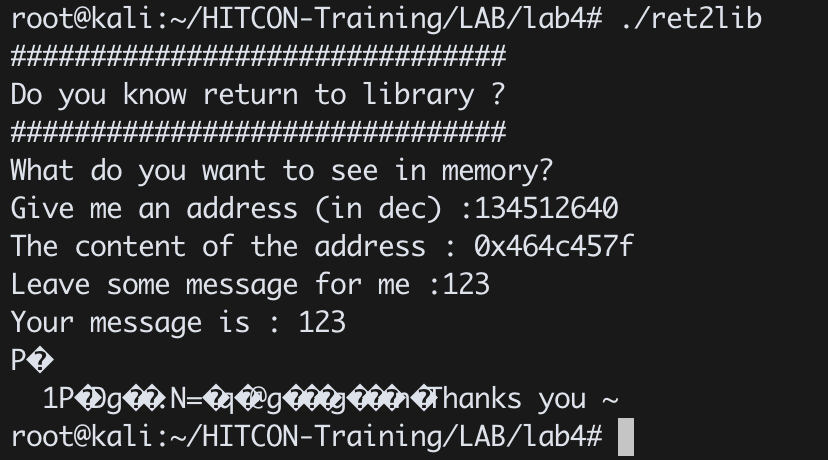 root@kali:~/HITCON-Training/LAB/lab4# ./ret2lib
###############################
Do you know return to library ?
###############################
What do you want to see in memory?
Give me an address (in dec) :134512640
The content of the address : 0x464c457f
Leave some message for me :123
Your message is : 123
P�
1P�Dg��.N=�q�@g���g���n�Thanks you ~
root@kali:~/HITCON-Training/LAB/lab4#